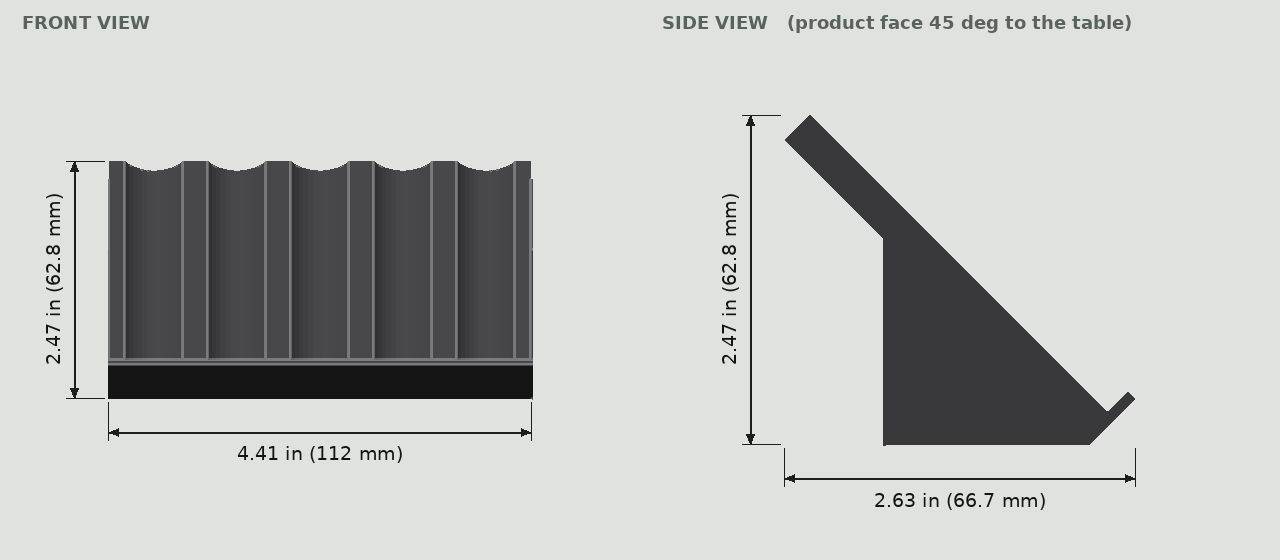 FRONT VIEW
SIDE VIEW (product face 45 deg to the table)
2.47 in (62.8 mm)
4.41 in (112 mm)
2.47 in (62.8 mm)
2.63 in (66.7 mm)